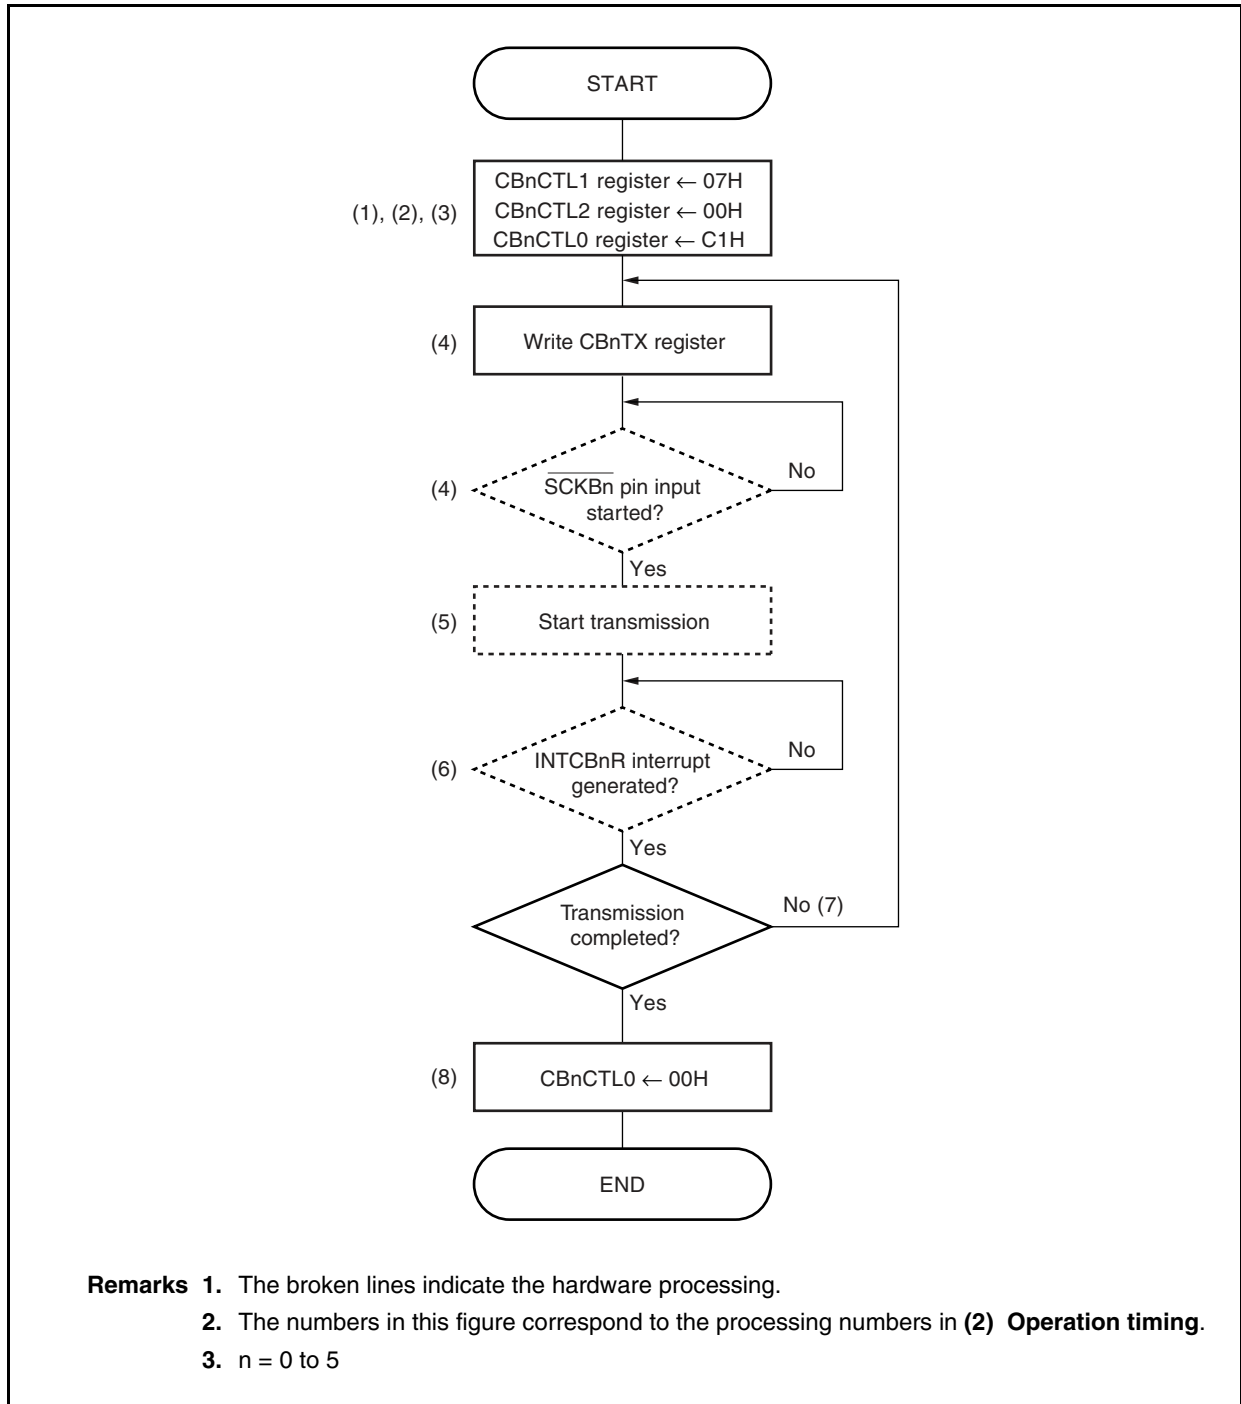 START
(1), (2), (3)
CBnCTL1 register ← 07H
CBnCTL2 register ← 00H
CBnCTL0 register ← C1H
(4)
Write CBnTX register
(4)
SCKBn pin input
started?
No
Yes
(5)
Start transmission
(6)
INTCBnR interrupt
generated?
No
Yes
Transmission
completed?
No (7)
Yes
(8)
CBnCTL0 ← 00H
END
Remarks 1. The broken lines indicate the hardware processing.
2. The numbers in this figure correspond to the processing numbers in (2) Operation timing.
3. n = 0 to 5